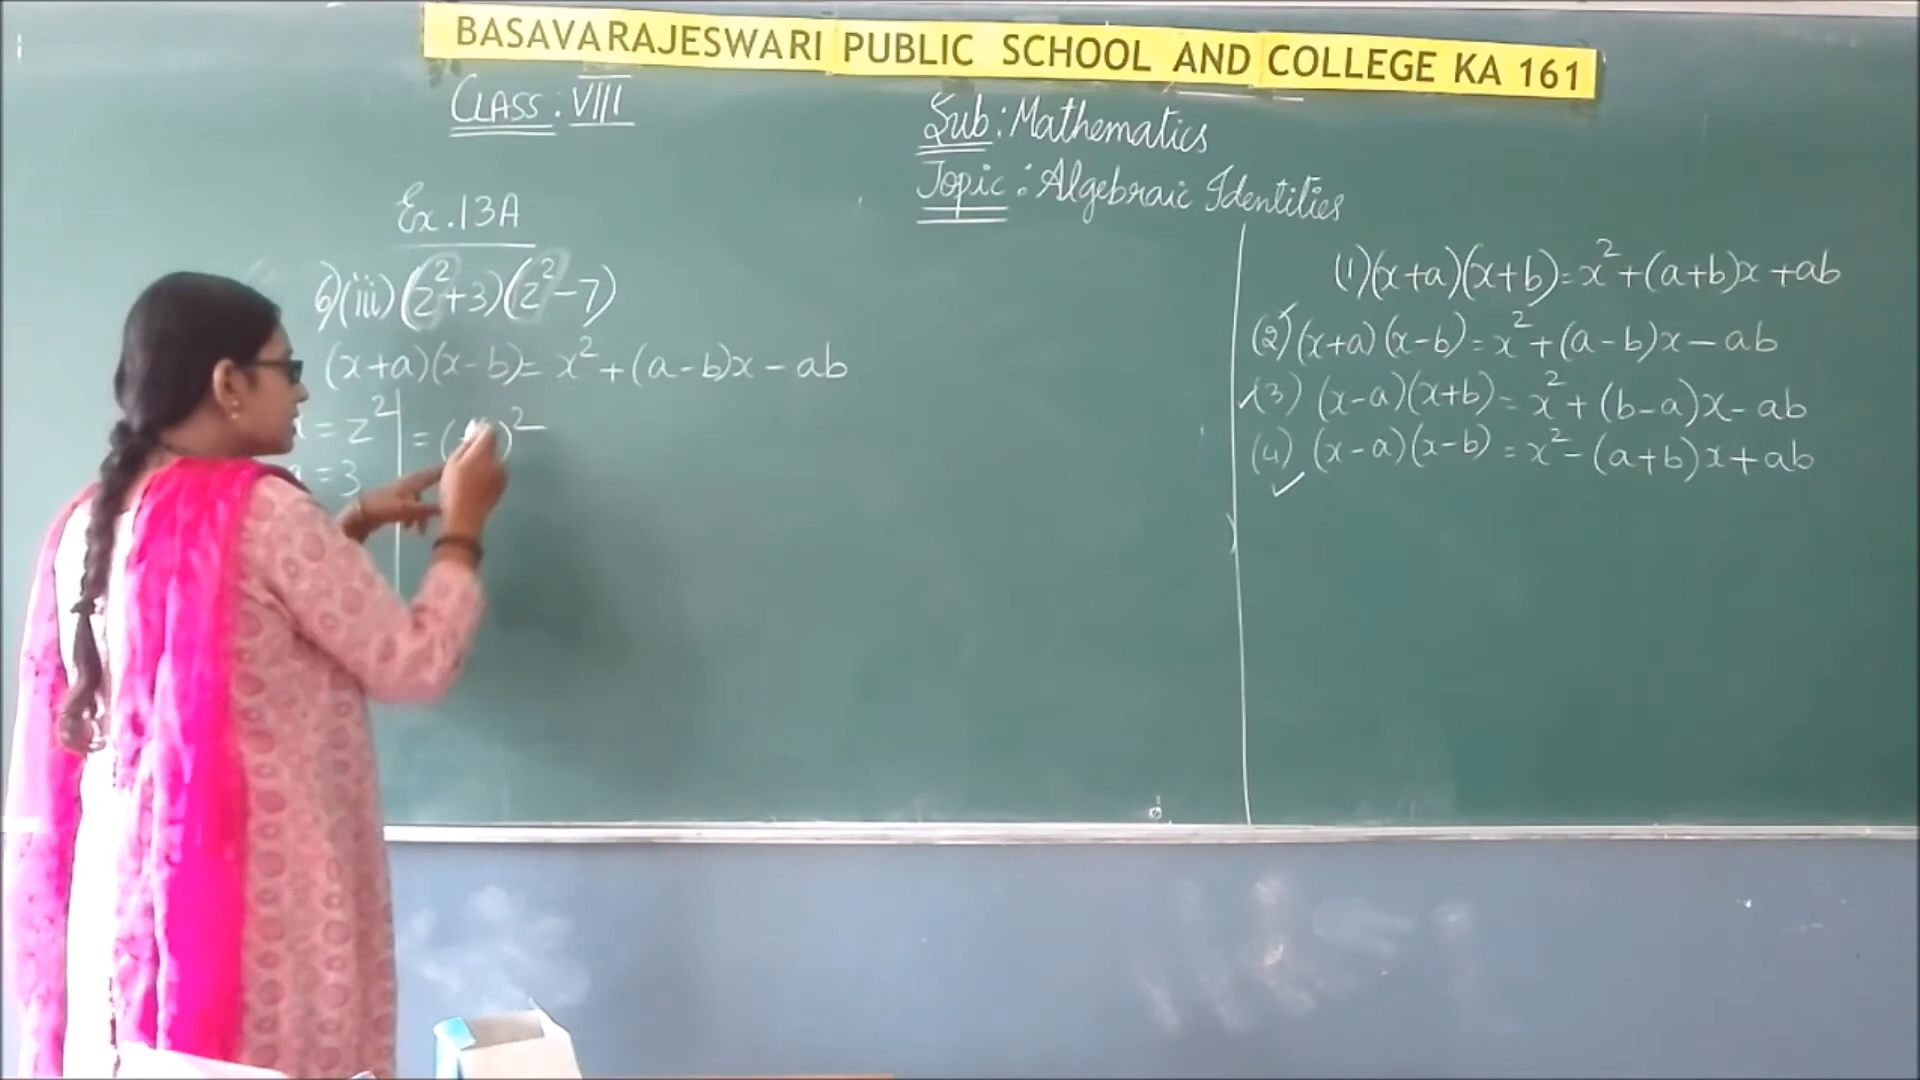 BASAVARAJESWARI PUBLIC SCHOOL AND COLLEGE KA 161
CLASS: VIII
Sub: Mathematics
Topic: Algebraic Identities
Ex. 13A
6)(iii) (z²+3)(z²-7)
(x+a)(x-b)= x²+(a-b)x-ab
= z²
= 3
= ( )²
(1)(x+a)(x+b)=x²+(a+b)x+ab
(2)(x+a)(x-b)=x²+(a-b)x-ab
(3) (x-a)(x+b)= x²+(b-a)x-ab
(4) (x-a)(x-b)=x²-(a+b)x+ab